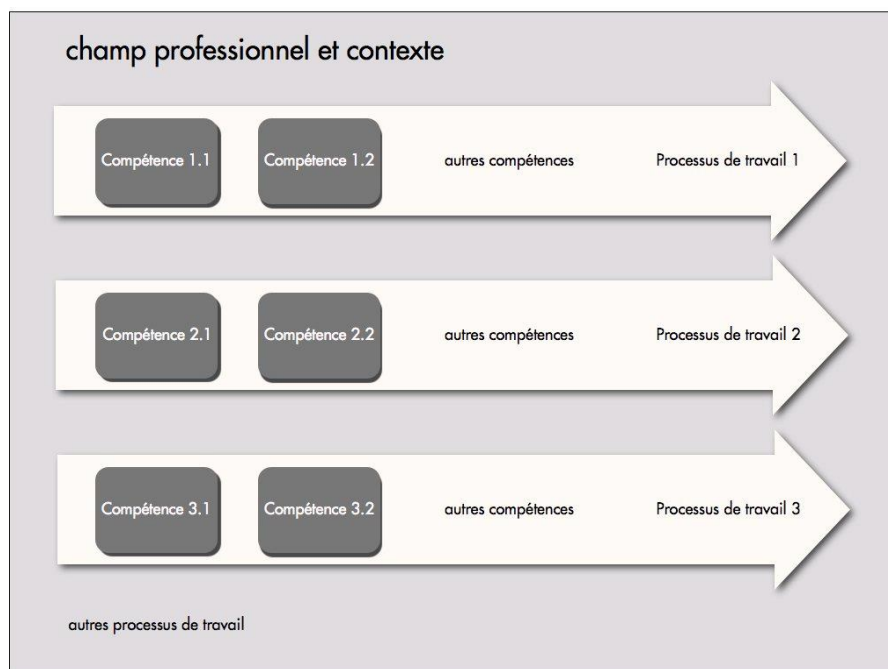 champ professionnel et contexte
Compétence 1.1 Compétence 1.2 autres compétences Processus de travail 1
Compétence 2.1 Compétence 2.2 autres compétences Processus de travail 2
Compétence 3.1 Compétence 3.2 autres compétences Processus de travail 3
autres processus de travail